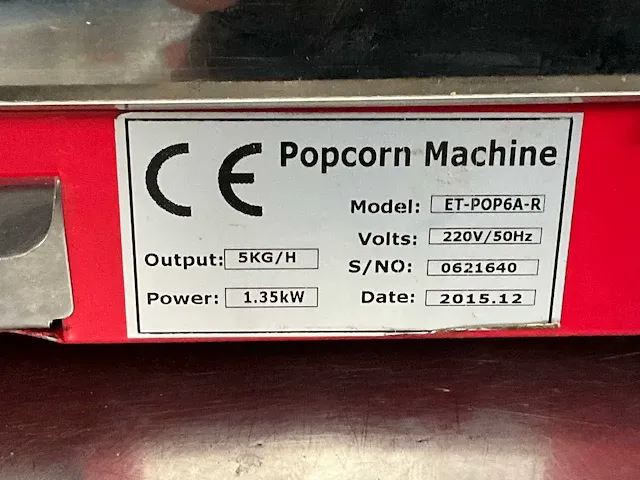 CE Popcorn Machine
Model: ET-POP6A-R
Volts: 220V/50Hz
Output: 5KG/H
S/NO: 0621640
Power: 1.35kW
Date: 2015.12